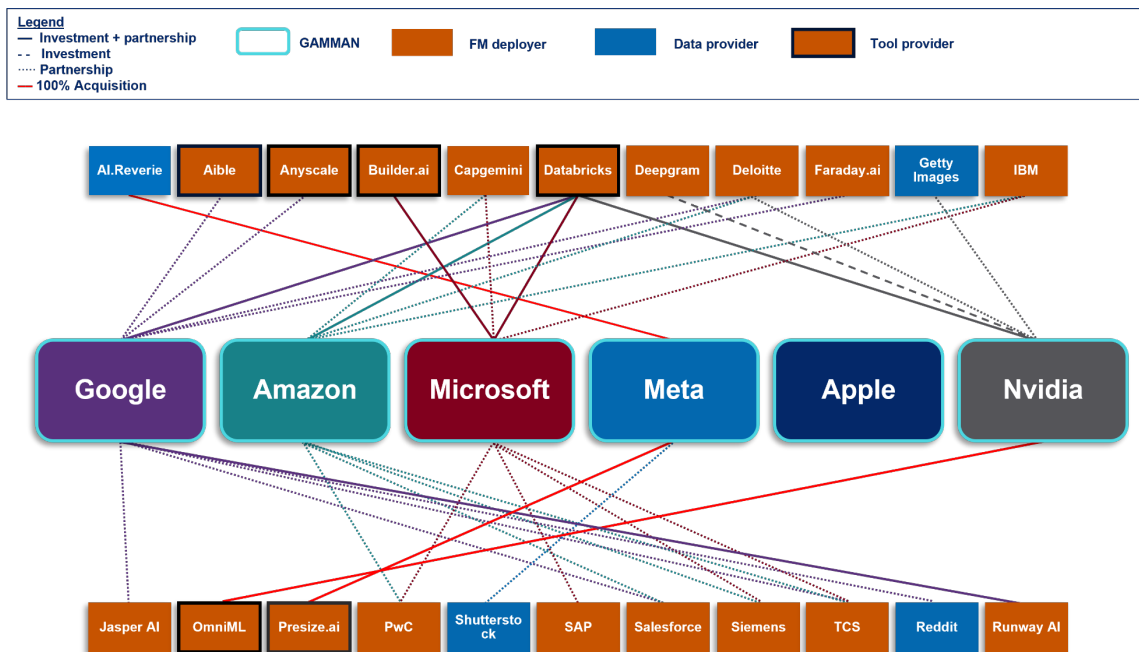 Legend
Investment + partnership
Investment
Partnership
100% Acquisition
GAMMAN
FM deployer
Data provider
Tool provider
AI.Reverie
Aible
Anyscale
Builder.ai
Capgemini
Databricks
Deepgram
Deloitte
Faraday.ai
Getty
Images
IBM
Google
Amazon
Microsoft
Meta
Apple
Nvidia
Jasper AI
OmniML
Presize.ai
PwC
Shuttersto
ck
SAP
Salesforce
Siemens
TCS
Reddit
Runway AI